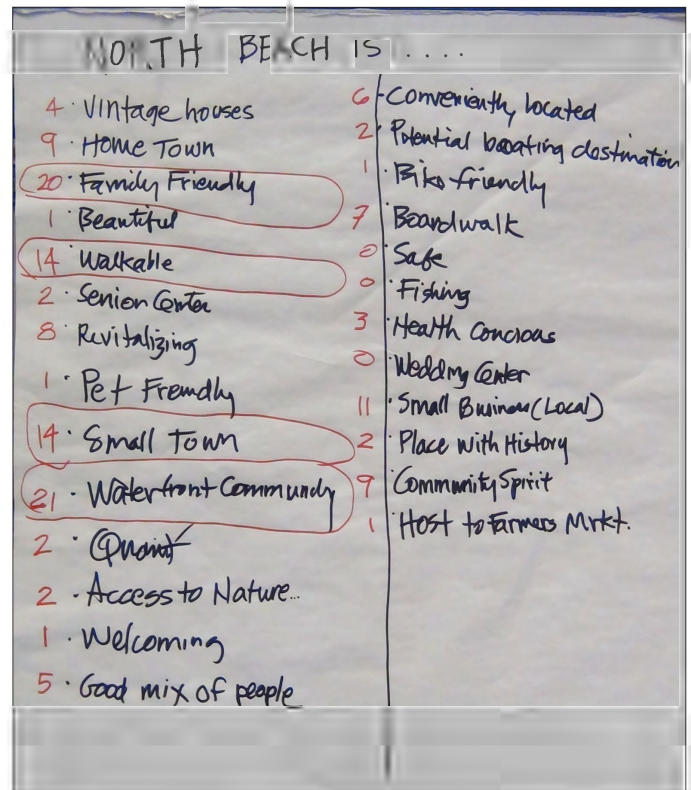 NORTH BEACH IS ....
4 · Vintage houses
9 · Home Town
20 · Family Friendly
1 · Beautiful
14 · Walkable
2 · Senior Center
8 · Revitalizing
1 · Pet Friendly
14 · Small Town
21 · Waterfront Community
2 · Quaint
2 · Access to Nature...
1 · Welcoming
5 · Good mix of people
6 · Conveniently located
2 · Potential boating destination
1 · Bike friendly
7 · Boardwalk
0 · Safe
0 · Fishing
3 · Health Concious
0 · Wedding Center
11 · Small Business (Local)
2 · Place with History
9 · Community Spirit
1 · Host to Farmers Mrkt.